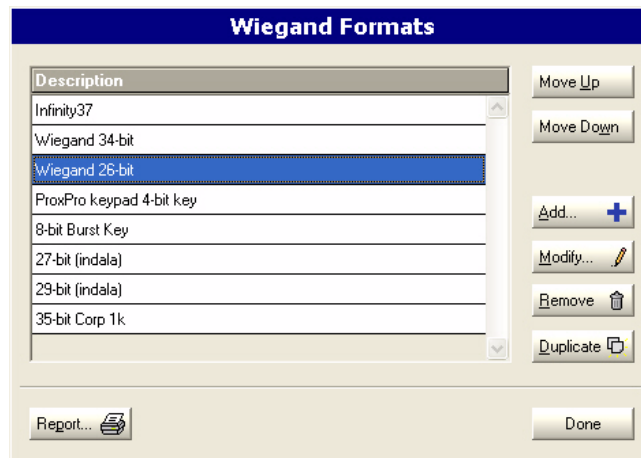 Wiegand Formats
Description
Infinity37
Wiegand 34-bit
Wiegand 26-bit
ProxPro keypad 4-bit key
8-bit Burst Key
27-bit (indala)
29-bit (indala)
35-bit Corp 1k
Move Up
Move Down
Add...
Modify...
Remove
Duplicate
Report...
Done